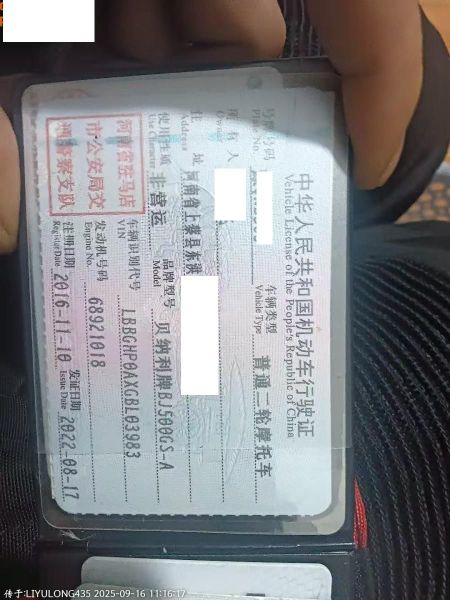 中华人民共和国机动车行驶证
Vehicle License of the People's Republic of China
号牌号码
Plate No.
车辆类型 普通二轮摩托车
Vehicle Type
所有人
Owner
住 址 河南省上蔡县东洪
Address
使用性质 非营运
Use Character
品牌型号 贝纳利牌BJ500GS-A
Model
河南省驻马店
市公安局交
通警察支队
车辆识别代号 LBBGHP0AXGBL03983
VIN
发动机号码 68921018
Engine No.
注册日期 2016-11-10
Register Date
发证日期 2022-08-17
Issue Date
传于:LIYULONG435 2025-09-16 11:16:17